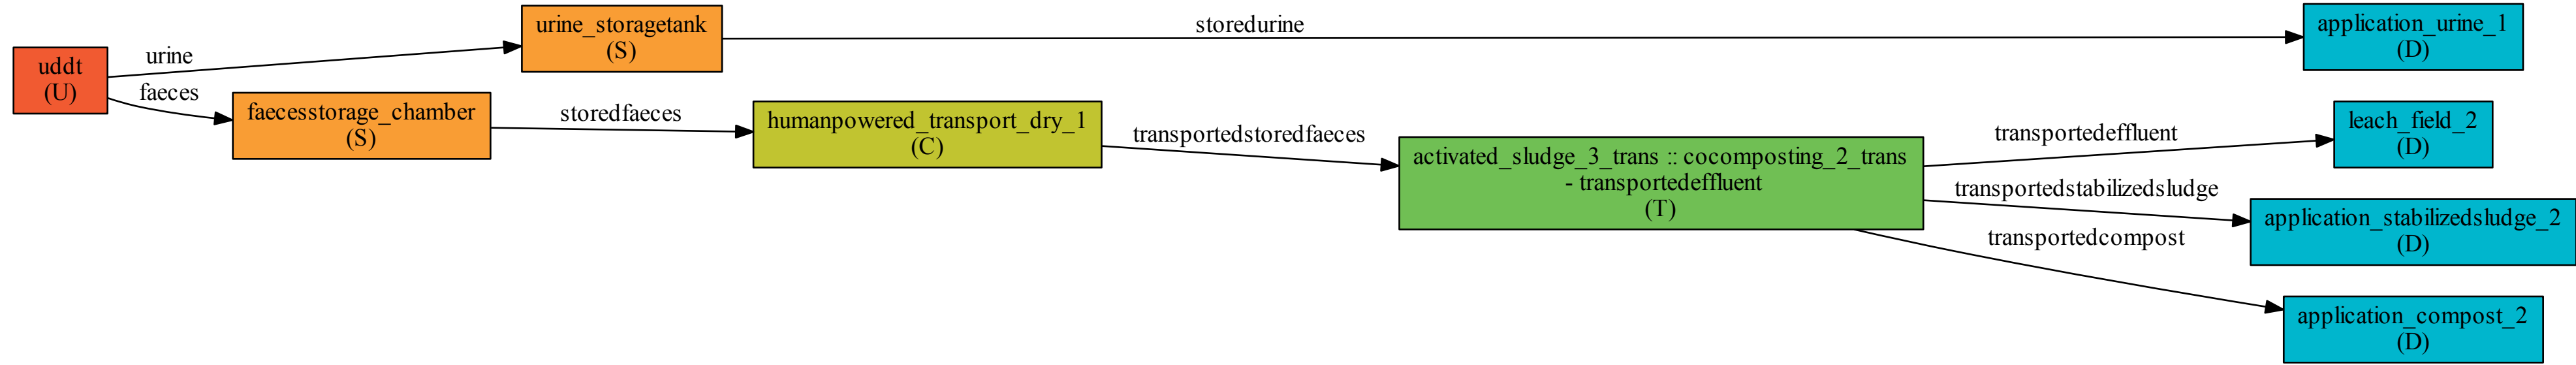 uddt
(U)
urine
faeces
urine_storagetank
(S)
faecesstorage_chamber
(S)
storedurine
storedfaeces
humanpowered_transport_dry_1
(C)
transportedstoredfaeces
activated_sludge_3_trans :: cocomposting_2_trans
- transportedeffluent
(T)
transportedeffluent
transportedstabilizedsludge
transportedcompost
application_urine_1
(D)
leach_field_2
(D)
application_stabilizedsludge_2
(D)
application_compost_2
(D)